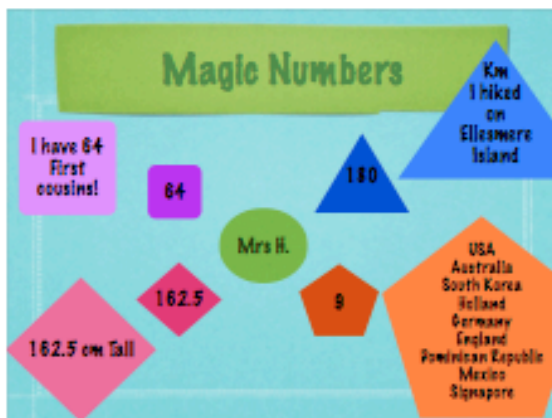 Magic Numbers
Km
I hiked
on
Ellesmere
Island
I have 64
First
cousins!
64
180
Mrs H.
162.5
9
162.5 cm Tall
USA
Australia
South Korea
Holland
Germany
England
Dominican Republic
Mexico
Signapore